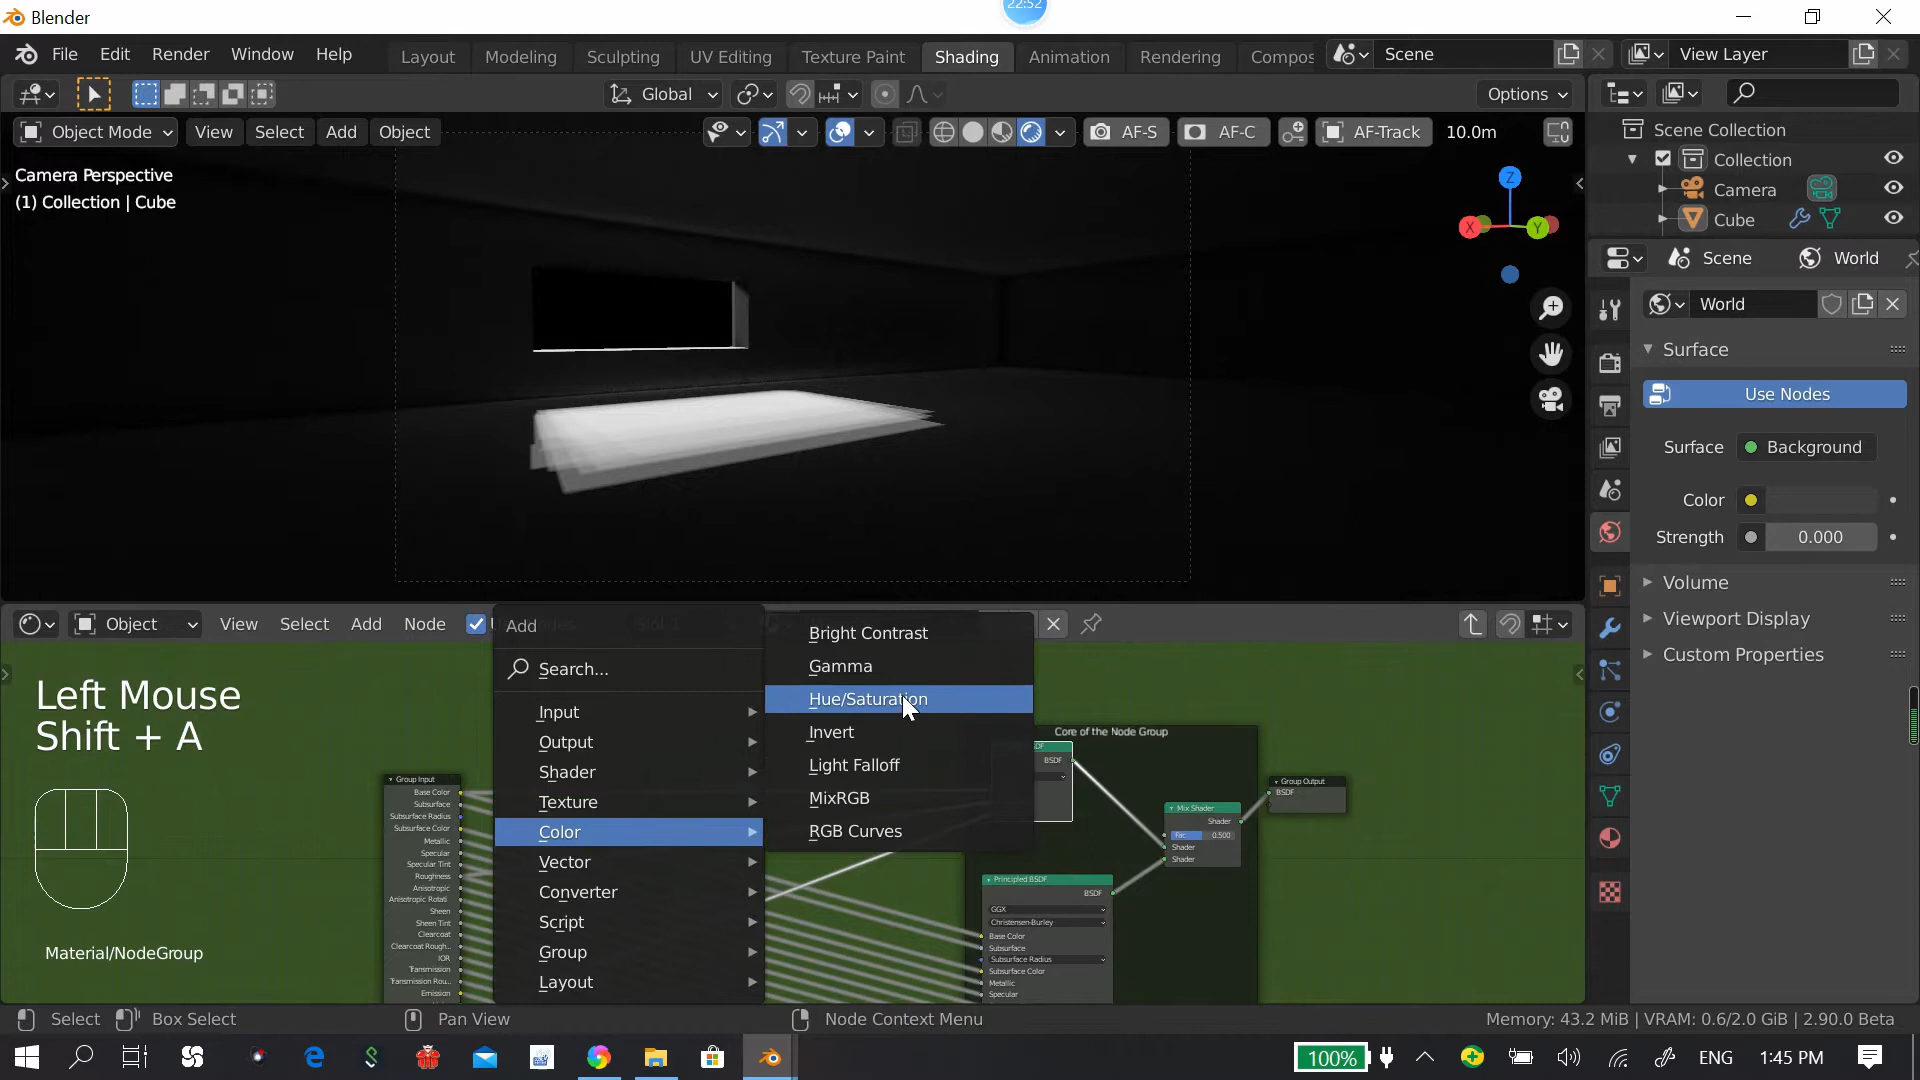 22:52
Blender
File Edit Render Window Help
Layout Modeling Sculpting UV Editing Texture Paint Shading Animation Rendering Compos
Scene
View Layer
Global
Options
Object Mode View Select Add Object
AF-S AF-C AF-Track 10.0m
Camera Perspective
(1) Collection | Cube
Z
X
Y
Scene Collection
Collection
Camera
Cube
Scene World
World
Surface
Use Nodes
Surface Background
Color
Strength 0.000
Volume
Viewport Display
Custom Properties
Object View Select Add Node
Left Mouse
Shift + A
Material/NodeGroup
Add
Search...
Input
Output
Shader
Texture
Color
Vector
Converter
Script
Group
Layout
Bright Contrast
Gamma
Hue/Saturation
Invert
Light Falloff
MixRGB
RGB Curves
Group Input
Base Color
Subsurface
Subsurface Radius
Subsurface Color
Metallic
Specular
Specular Tint
Roughness
Anisotropic
Anisotropic Rotati
Sheen
Sheen Tint
Clearcoat
Clearcoat Rough...
IOR
Transmission
Transmission Rou...
Emission
Core of the Node Group
BSDF
Principled BSDF
BSDF
GGX
Christensen-Burley
Base Color
Subsurface
Subsurface Radius
Subsurface Color
Metallic
Specular
Mix Shader
Shader
Fac 0.500
Shader
Shader
Group Output
BSDF
Select Box Select Pan View Node Context Menu Memory: 43.2 MiB | VRAM: 0.6/2.0 GiB | 2.90.0 Beta
100% ENG 1:45 PM